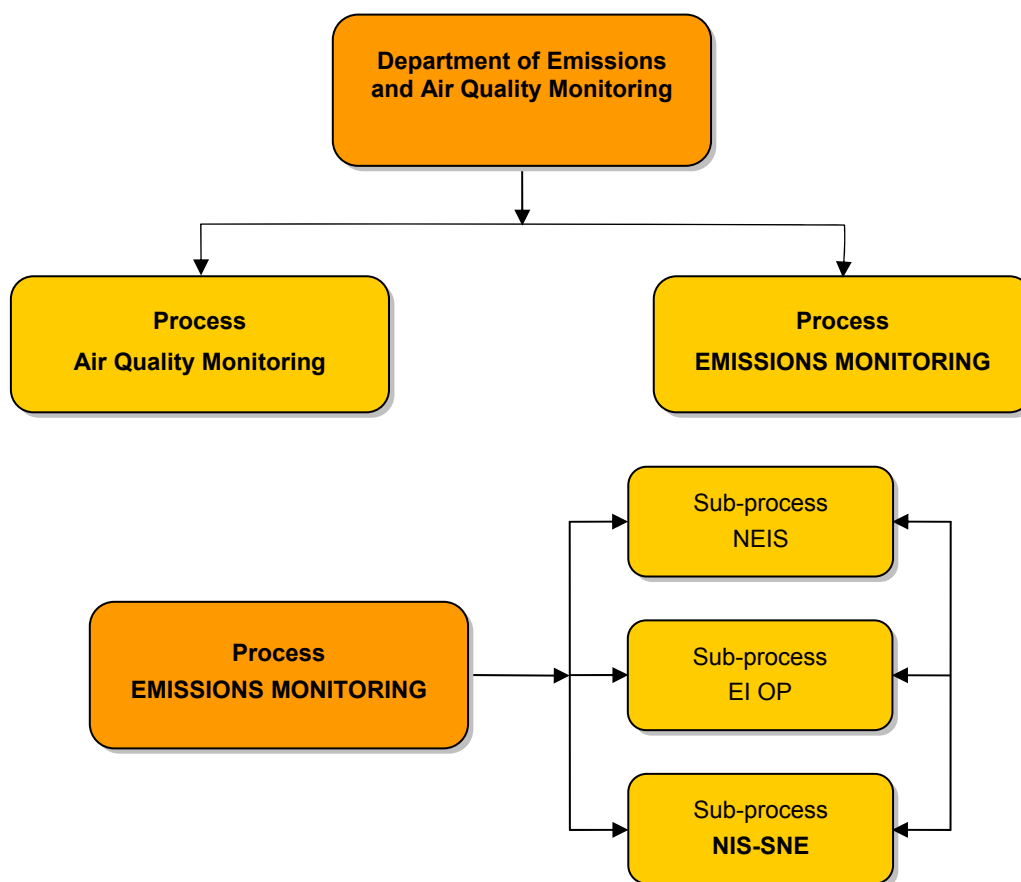 Department of Emissions
and Air Quality Monitoring
Process
Air Quality Monitoring
Process
EMISSIONS MONITORING
Sub-process
NEIS
Process
EMISSIONS MONITORING
Sub-process
EI OP
Sub-process
NIS-SNE